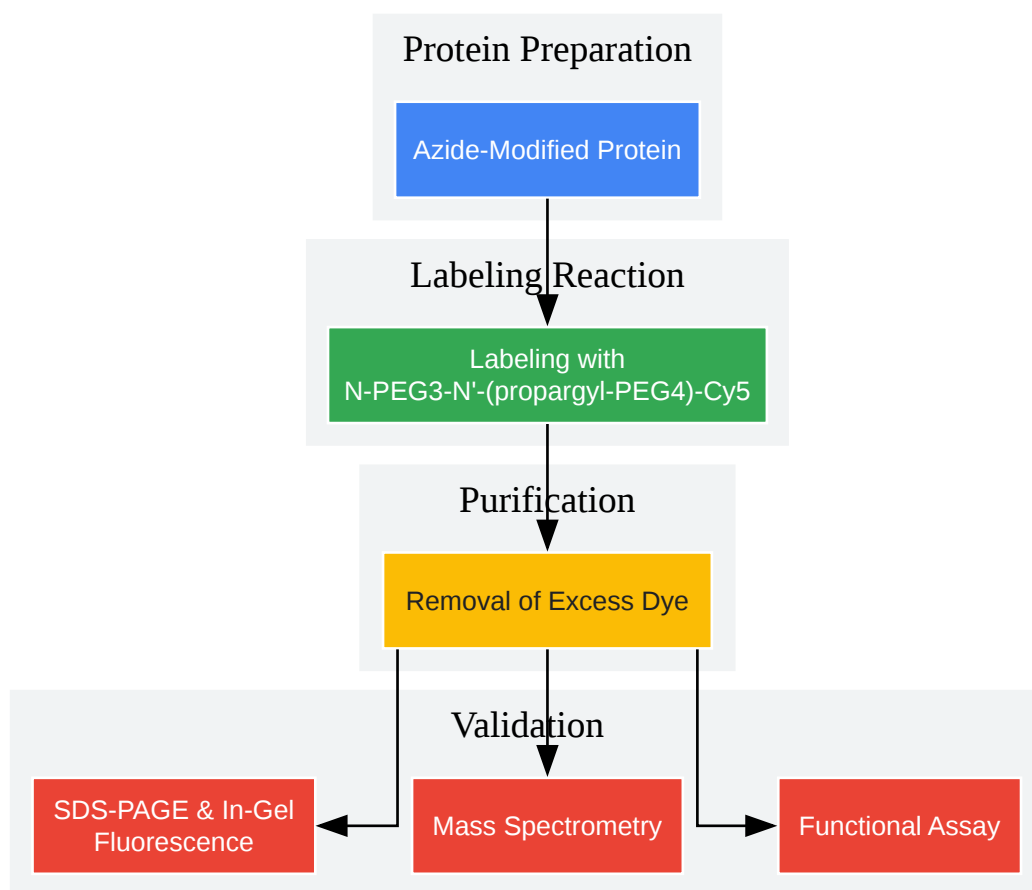 Protein Preparation
Azide-Modified Protein
Labeling Reaction
Labeling with
N-PEG3-N'-(propargyl-PEG4)-Cy5
Purification
Removal of Excess Dye
Validation
SDS-PAGE & In-Gel
Fluorescence
Mass Spectrometry
Functional Assay